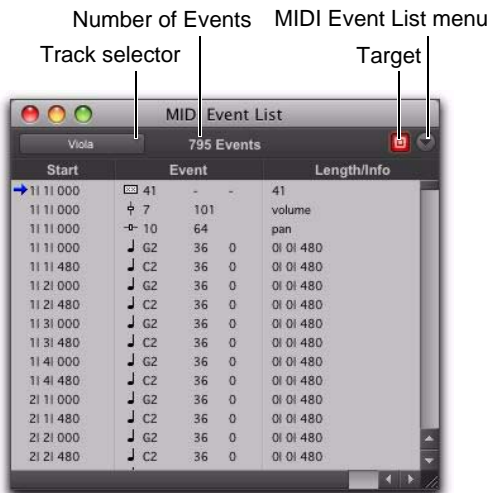 Number of Events MIDI Event List menu
Track selector Target
MIDI Event List
Viola 795 Events
Start Event Length/Info
1| 1| 000 41 - - 41
1| 1| 000 7 101 volume
1| 1| 000 10 64 pan
1| 1| 000 G2 36 0 0| 0| 480
1| 1| 480 C2 36 0 0| 0| 480
1| 2| 000 G2 36 0 0| 0| 480
1| 2| 480 C2 36 0 0| 0| 480
1| 3| 000 G2 36 0 0| 0| 480
1| 3| 480 C2 36 0 0| 0| 480
1| 4| 000 G2 36 0 0| 0| 480
1| 4| 480 C2 36 0 0| 0| 480
2| 1| 000 G2 36 0 0| 0| 480
2| 1| 480 C2 36 0 0| 0| 480
2| 2| 000 G2 36 0 0| 0| 480
2| 2| 480 C2 36 0 0| 0| 480